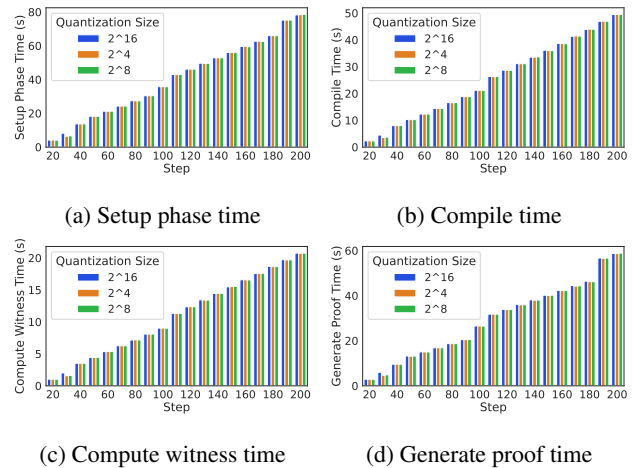 80
60
40
20
0
Setup Phase Time (s)
Quantization Size
2^16
2^4
2^8
20 40 60 80 100 120 140 160 180 200
Step
(a) Setup phase time
50
40
30
20
10
0
Compile Time (s)
Quantization Size
2^16
2^4
2^8
20 40 60 80 100 120 140 160 180 200
Step
(b) Compile time
20
15
10
5
0
Compute Witness Time (s)
Quantization Size
2^16
2^4
2^8
20 40 60 80 100 120 140 160 180 200
Step
(c) Compute witness time
60
40
20
0
Generate Proof Time (s)
Quantization Size
2^16
2^4
2^8
20 40 60 80 100 120 140 160 180 200
Step
(d) Generate proof time